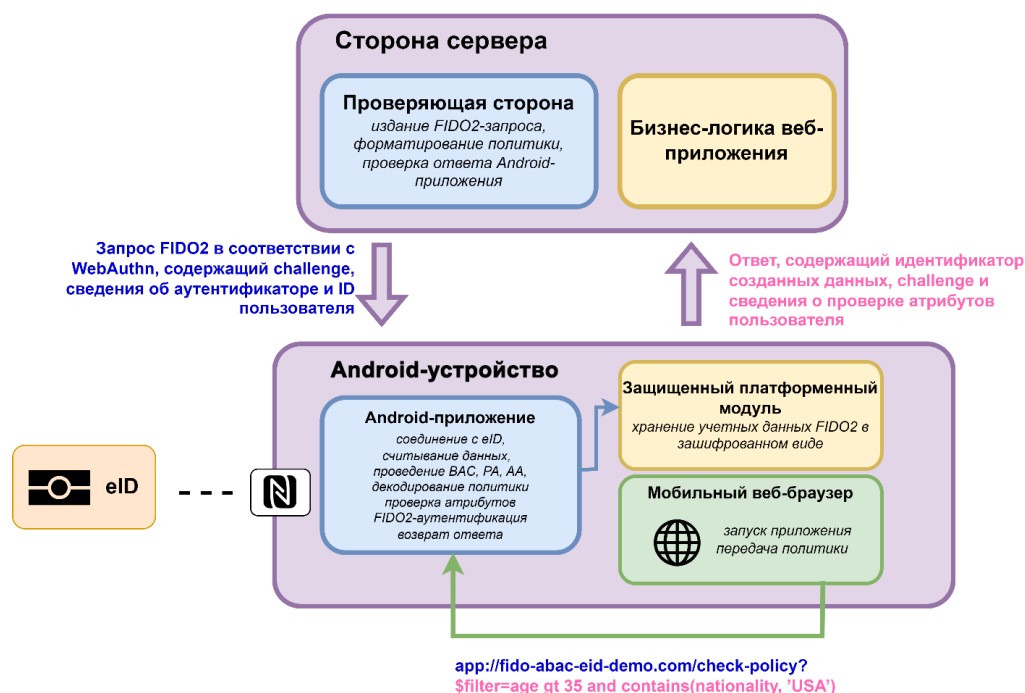 Сторона сервера
Проверяющая сторона
издание FIDO2-запроса,
форматирование политики,
проверка ответа Android-
приложения
Бизнес-логика веб-
приложения
Запрос FIDO2 в соответствии с
WebAuthn, содержащий challenge,
сведения об аутентификаторе и ID
пользователя
Ответ, содержащий идентификатор
созданных данных, challenge и
сведения о проверке атрибутов
пользователя
Android-устройство
Android-приложение
соединение с eID,
считывание данных,
проведение BAC, PA, AA,
декодирование политики
проверка атрибутов
FIDO2-аутентификация
возврат ответа
Защищенный платформенный
модуль
хранение учетных данных FIDO2 в
зашифрованном виде
Мобильный веб-браузер
запуск приложения
передача политики
eID
app://fido-abac-eid-demo.com/check-policy?
$filter=age gt 35 and contains(nationality, ’USA’)